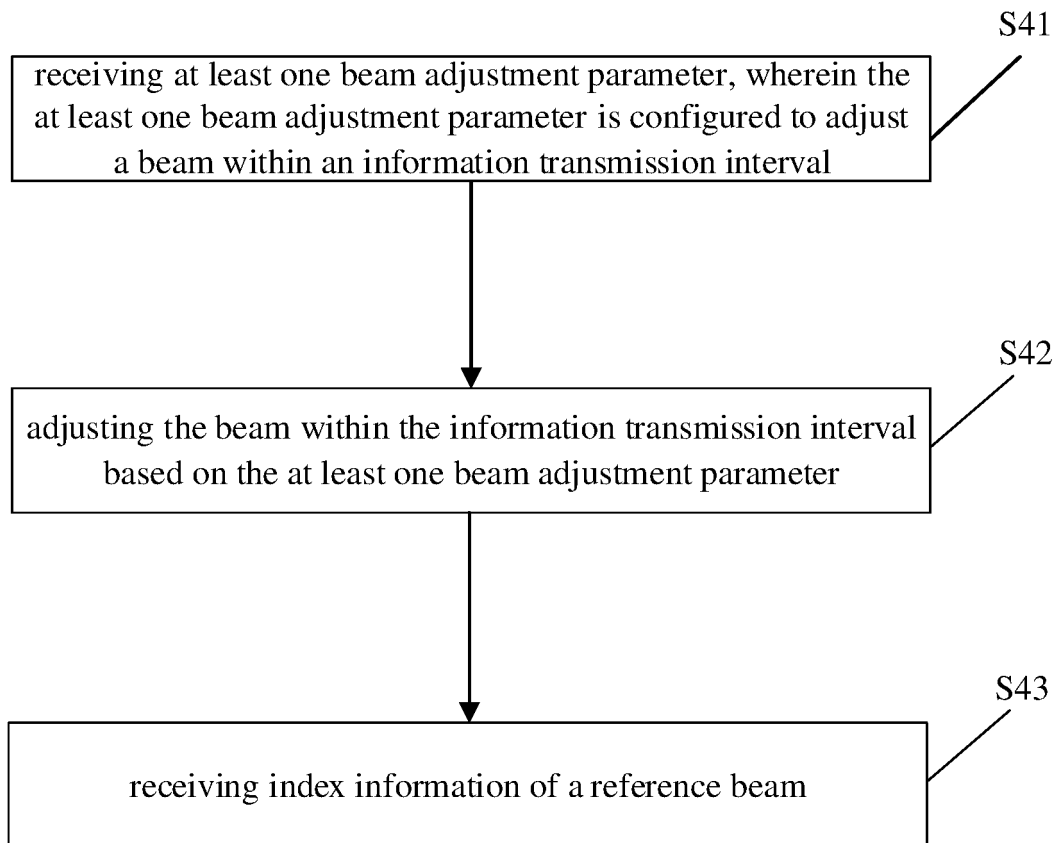 S41
receiving at least one beam adjustment parameter, wherein the
at least one beam adjustment parameter is configured to adjust
a beam within an information transmission interval
S42
adjusting the beam within the information transmission interval
based on the at least one beam adjustment parameter
S43
receiving index information of a reference beam